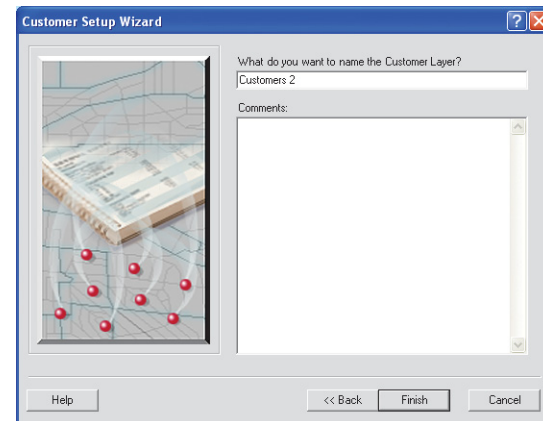 Customer Setup Wizard
What do you want to name the Customer Layer?
Customers 2
Comments:
Help
<< Back
Finish
Cancel